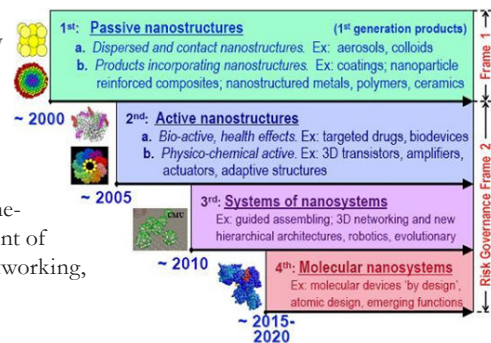 1st: Passive nanostructures (1st generation products)
a. Dispersed and contact nanostructures. Ex: aerosols, colloids
b. Products incorporating nanostructures. Ex: coatings; nanoparticle
reinforced composites; nanostructured metals, polymers, ceramics
~ 2000
2nd: Active nanostructures
a. Bio-active, health effects. Ex: targeted drugs, biodevices
b. Physico-chemical active. Ex: 3D transistors, amplifiers,
actuators, adaptive structures
~ 2005
3rd: Systems of nanosystems
Ex: guided assembling; 3D networking and new
hierarchical architectures, robotics, evolutionary
CMU
~ 2010
4th: Molecular nanosystems
Ex: molecular devices 'by design',
atomic design, emerging functions
~ 2015-
2020
Risk Governance Frame 2
Frame 1
ne-
nt of
tworking,